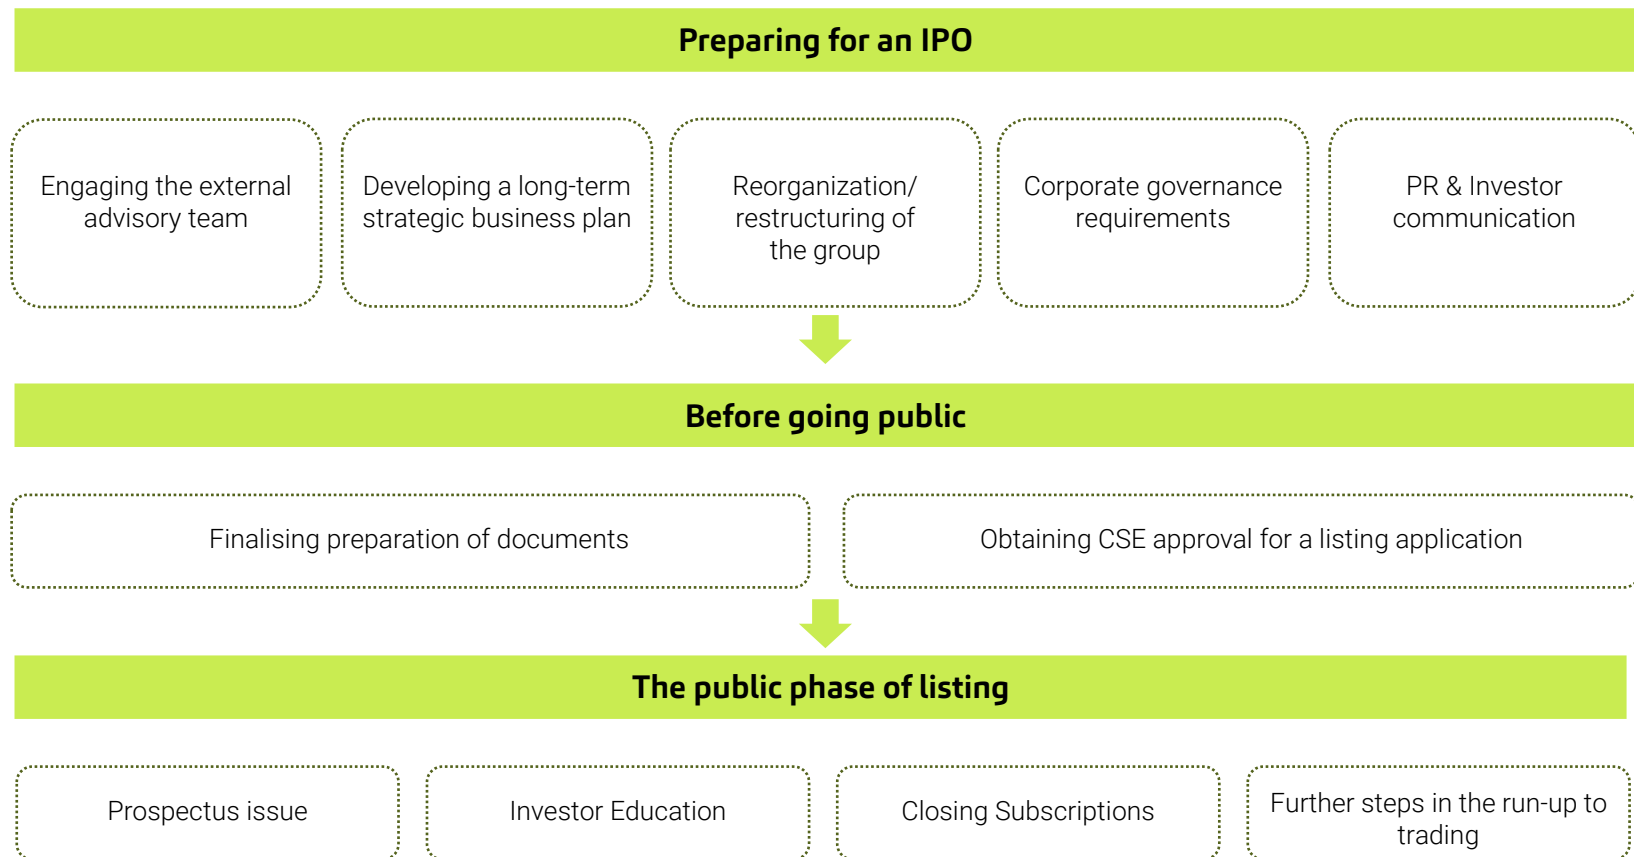 Preparing for an IPO
Engaging the external
advisory team
Developing a long-term
strategic business plan
Reorganization/
restructuring of
the group
Corporate governance
requirements
PR & Investor
communication
Before going public
Finalising preparation of documents
Obtaining CSE approval for a listing application
The public phase of listing
Prospectus issue
Investor Education
Closing Subscriptions
Further steps in the run-up to
trading